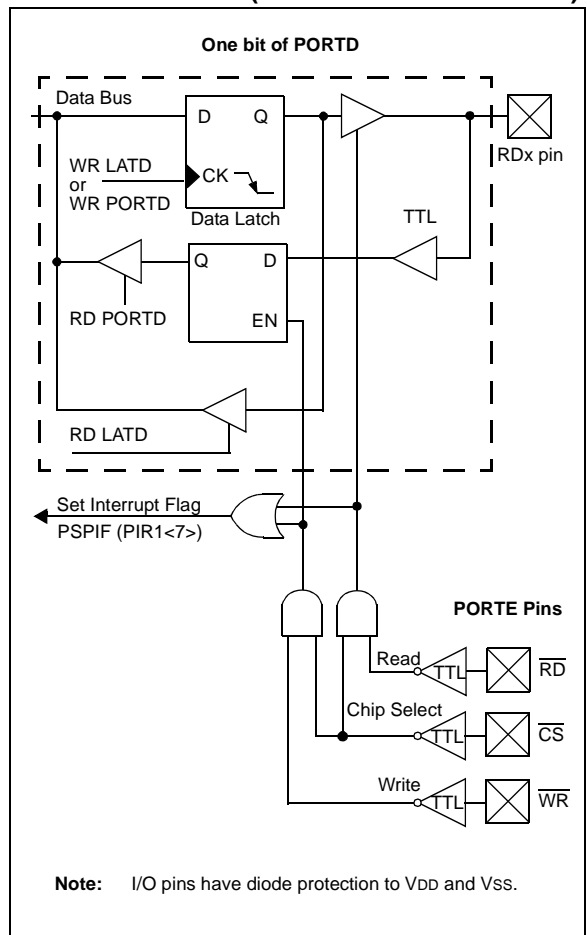 One bit of PORTD
Data Bus
D Q
RDx pin
WR LATD
or
WR PORTD
CK
Data Latch
TTL
Q D
RD PORTD
EN
RD LATD
Set Interrupt Flag
PSPIF (PIR1<7>)
PORTE Pins
Read
TTL
RD
Chip Select
TTL
CS
Write
TTL
WR
Note: I/O pins have diode protection to VDD and VSS.